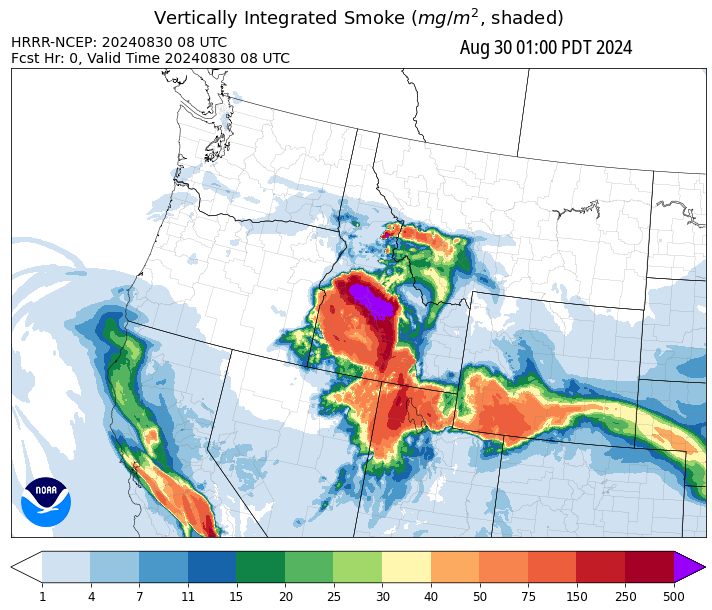 Vertically Integrated Smoke (mg/m², shaded)
HRRR-NCEP: 20240830 08 UTC
Fcst Hr: 0, Valid Time 20240830 08 UTC
Aug 30 01:00 PDT 2024
NOAA
1 4 7 11 15 20 25 30 40 50 75 150 250 500